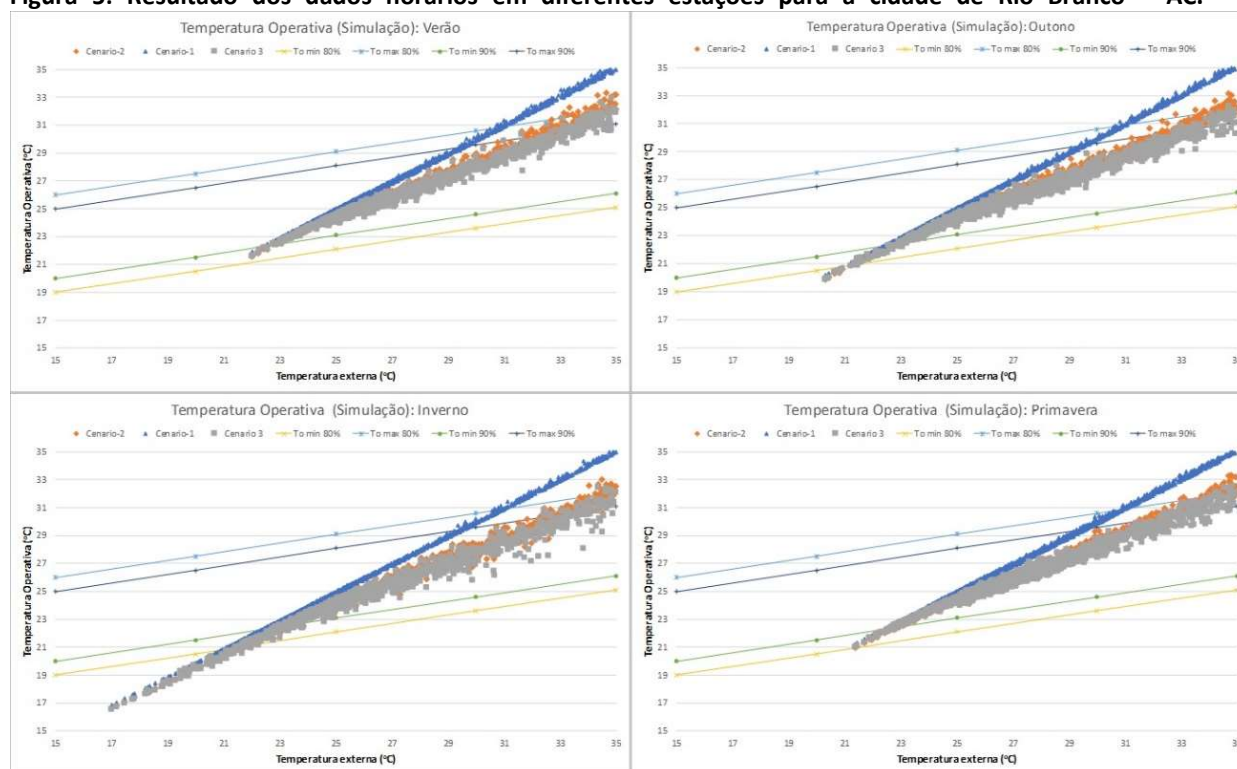 Figura 5: Resultado dos dados horários em diferentes estações para a cidade de Rio Branco - AC.
Temperatura Operativa (Simulação): Verão
Cenario-2 Cenario-1 Cenario 3 To min 80% To max 80% To min 90% To max 90%
35
33
31
29
27
25
23
21
19
17
15
Temperatura Operativa (°C)
15 17 19 21 23 25 27 29 31 33 35
Temperatura externa (°C)
Temperatura Operativa (Simulação): Outono
Cenario-2 Cenario-1 Cenario 3 To min 80% To max 80% To min 90% To max 90%
35
33
31
29
27
25
23
21
19
17
15
Temperatura Operativa (°C)
15 17 19 21 23 25 27 29 31 33
Temperatura externa (°C)
Temperatura Operativa (Simulação): Inverno
Cenario-2 Cenario-1 Cenario 3 To min 80% To max 80% To min 90% To max 90%
35
33
31
29
27
25
23
21
19
17
15
Temperatura Operativa (°C)
15 17 19 21 23 25 27 29 31 33 35
Temperatura externa (°C)
Temperatura Operativa (Simulação): Primavera
Cenario-2 Cenario-1 Cenario 3 To min 80% To max 80% To min 90% To max 90%
35
33
31
29
27
25
23
21
19
17
15
Temperatura Operativa (°C)
15 17 19 21 23 25 27 29 31 33
Temperatura externa (°C)